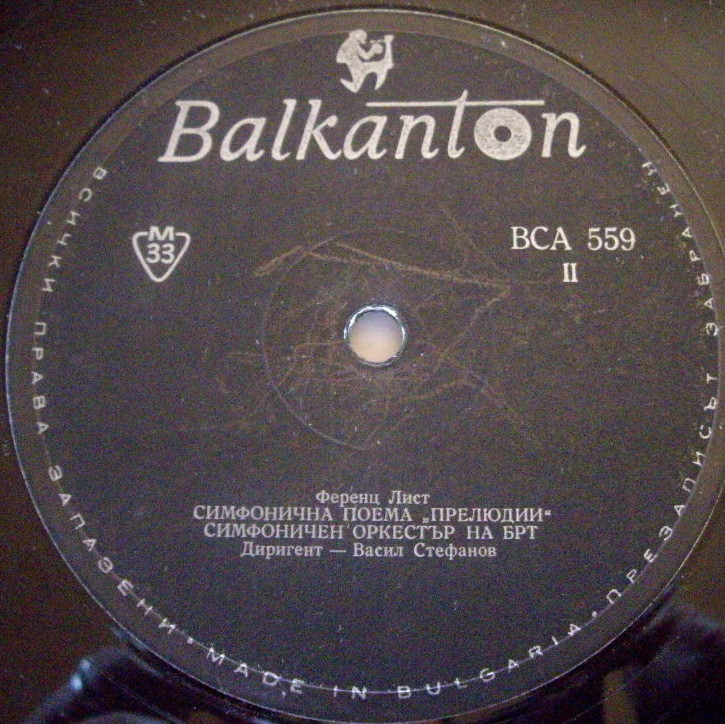 Balkanton
M
33
ВСА 559
II
Ференц Лист
СИМФОНИЧНА ПОЕМА „ПРЕЛЮДИИ“
СИМФОНИЧЕН ОРКЕСТЪР НА БРТ
Диригент — Васил Стефанов
ВСИЧКИ ПРАВА ЗАПАЗЕНИ · MADE IN BULGARIA · ПРЕЗАПИСЪТ ЗАБРАНЕН